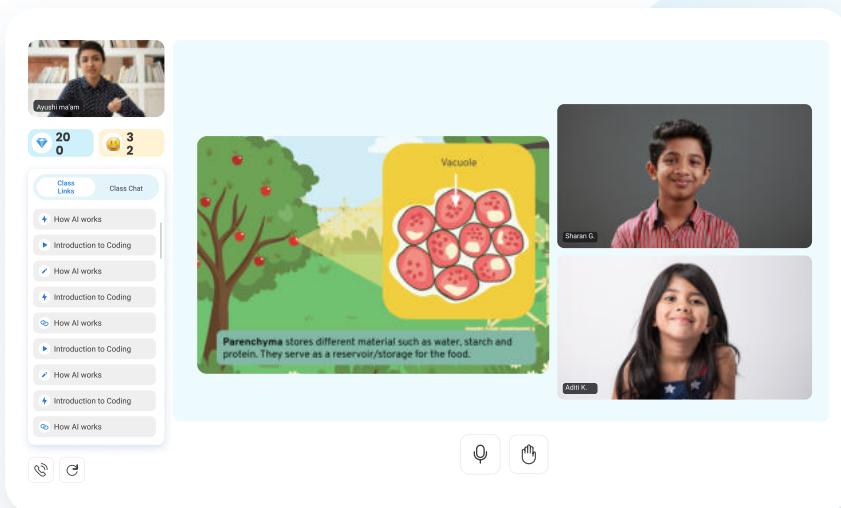 Ayushi ma'am
20
0
3
2
Class
Links
Class Chat
How AI works
Introduction to Coding
How AI works
Introduction to Coding
How AI works
Introduction to Coding
How AI works
Introduction to Coding
How AI works
Vacuole
Parenchyma stores different material such as water, starch and
protein. They serve as a reservoir/storage for the food.
Sharan G.
Aditi K.